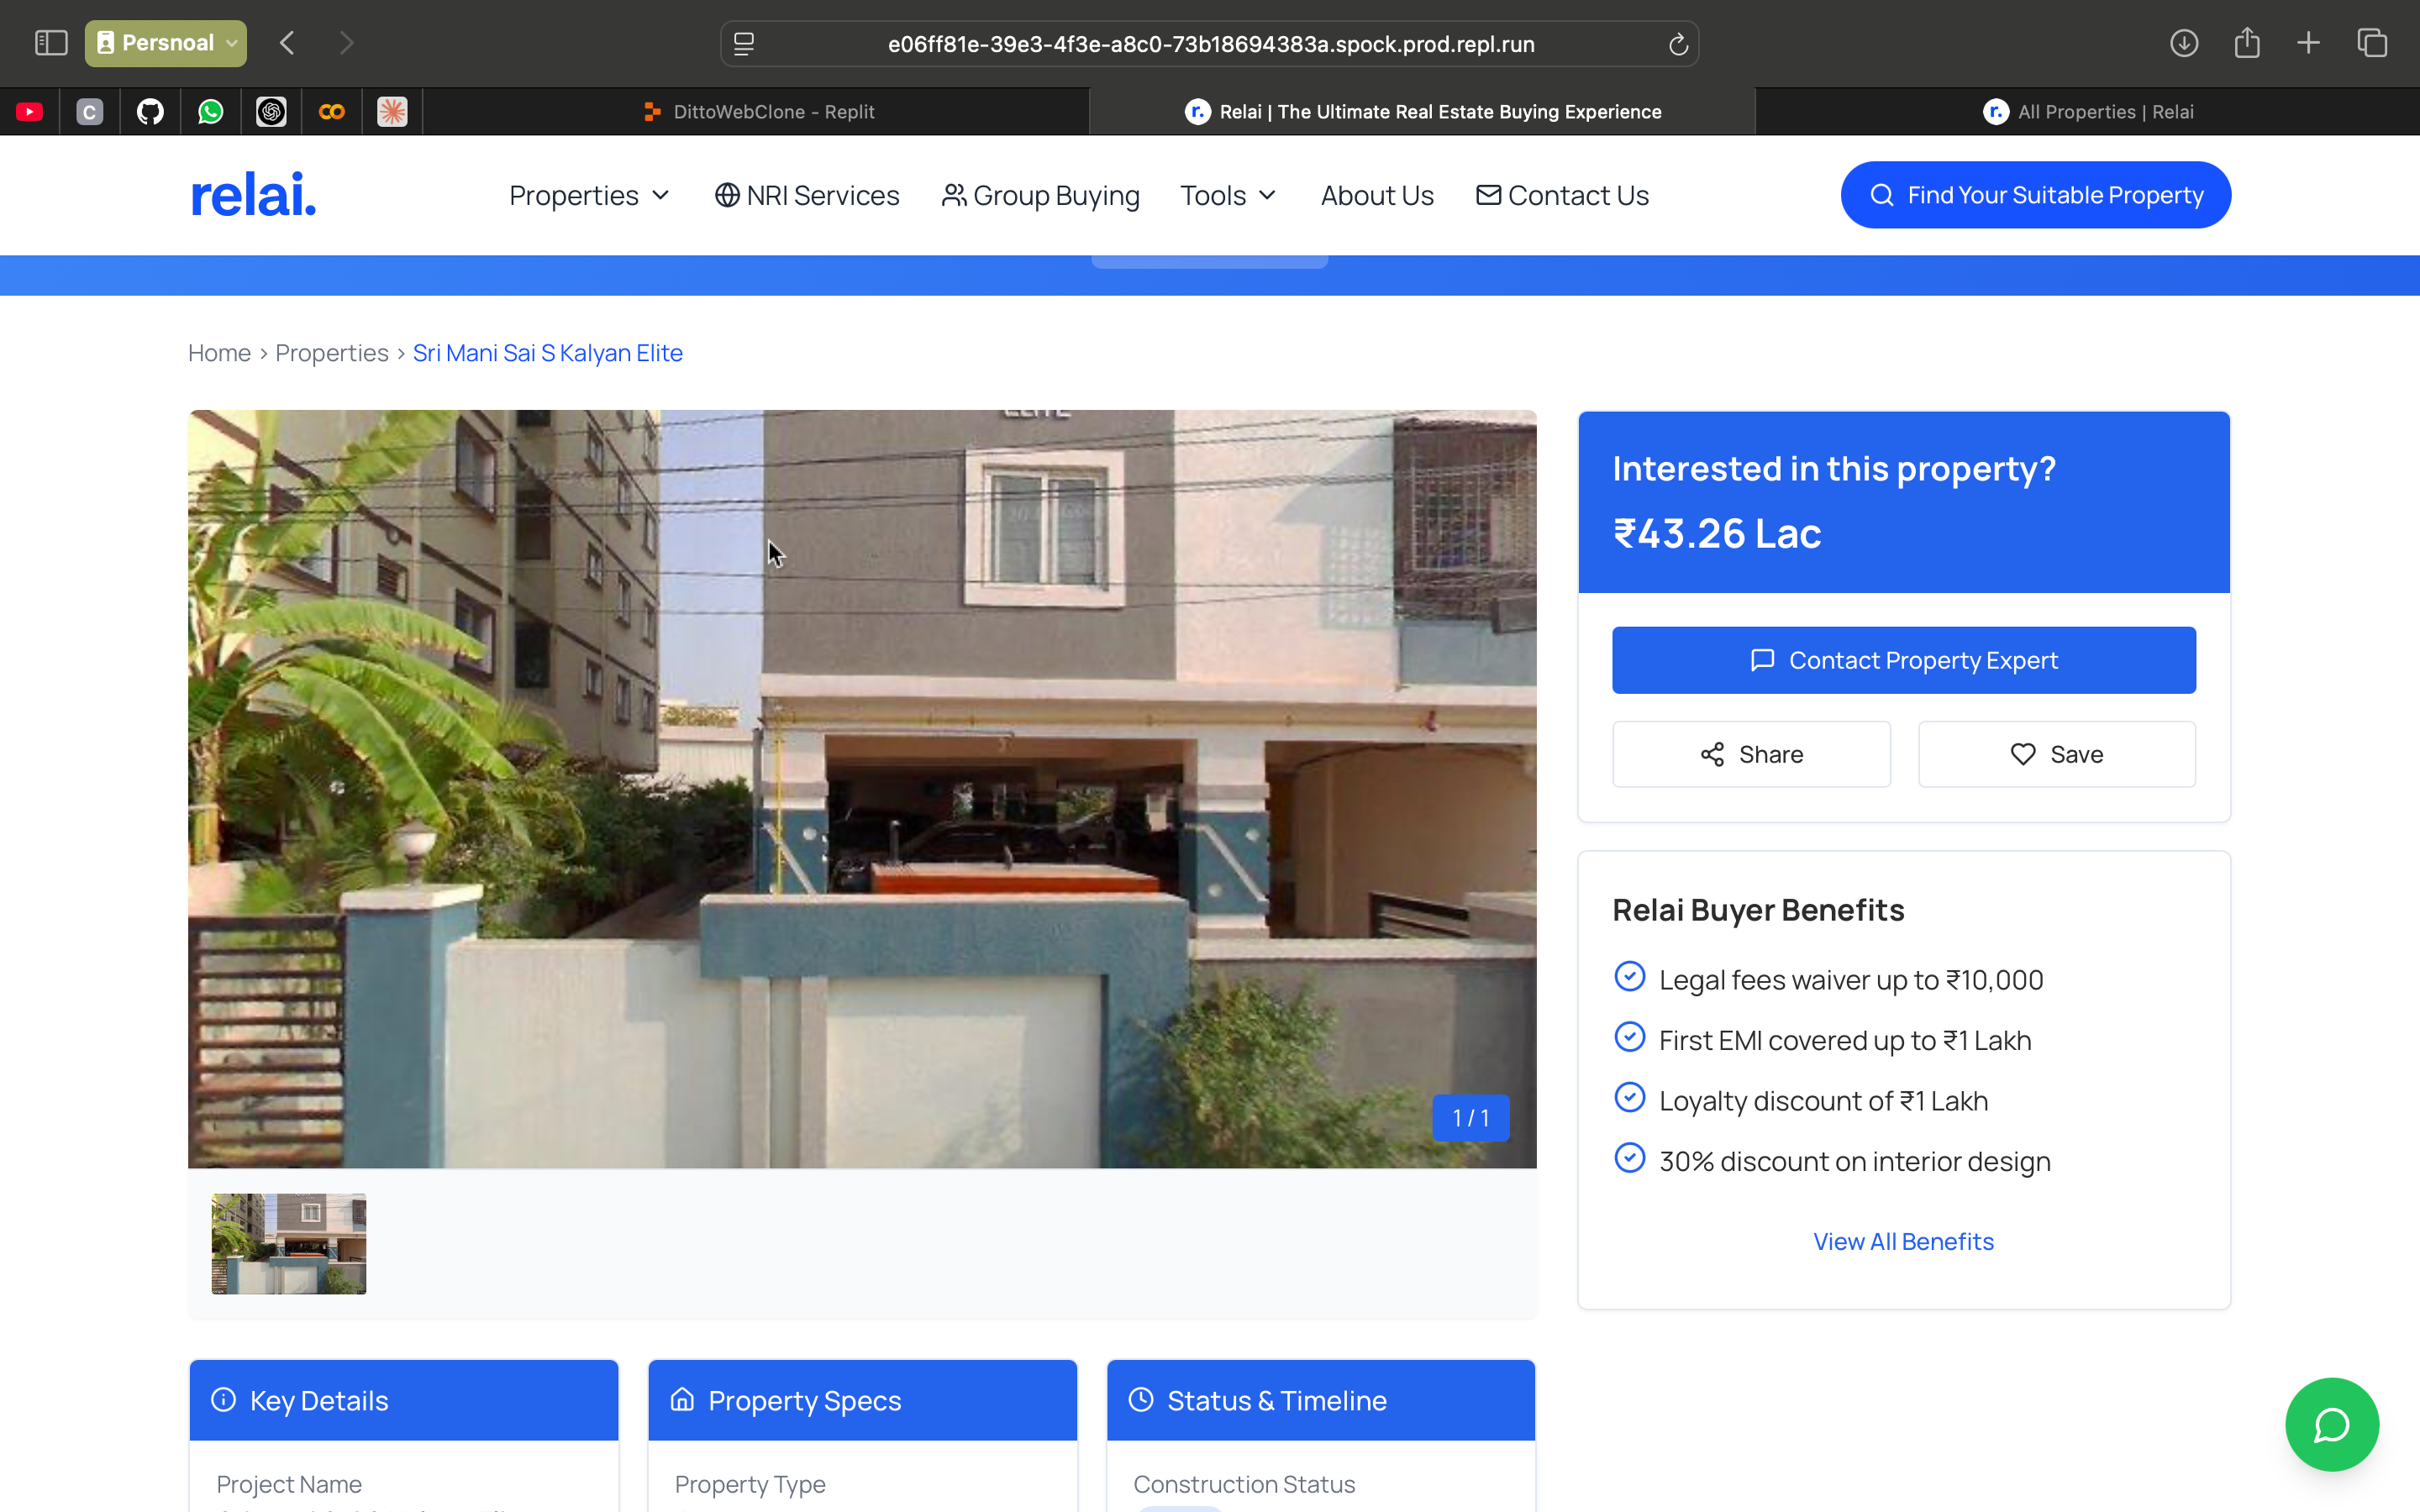 Persnoal
e06ff81e-39e3-4f3e-a8c0-73b18694383a.spock.prod.repl.run
C
DittoWebClone - Replit
r. Relai | The Ultimate Real Estate Buying Experience
r. All Properties | Relai
relai.
Properties
NRI Services
Group Buying
Tools
About Us
Contact Us
Find Your Suitable Property
Home > Properties > Sri Mani Sai S Kalyan Elite
1 / 1
Interested in this property?
₹43.26 Lac
Contact Property Expert
Share
Save
Relai Buyer Benefits
Legal fees waiver up to ₹10,000
First EMI covered up to ₹1 Lakh
Loyalty discount of ₹1 Lakh
30% discount on interior design
View All Benefits
Key Details
Project Name
Property Specs
Property Type
Status & Timeline
Construction Status